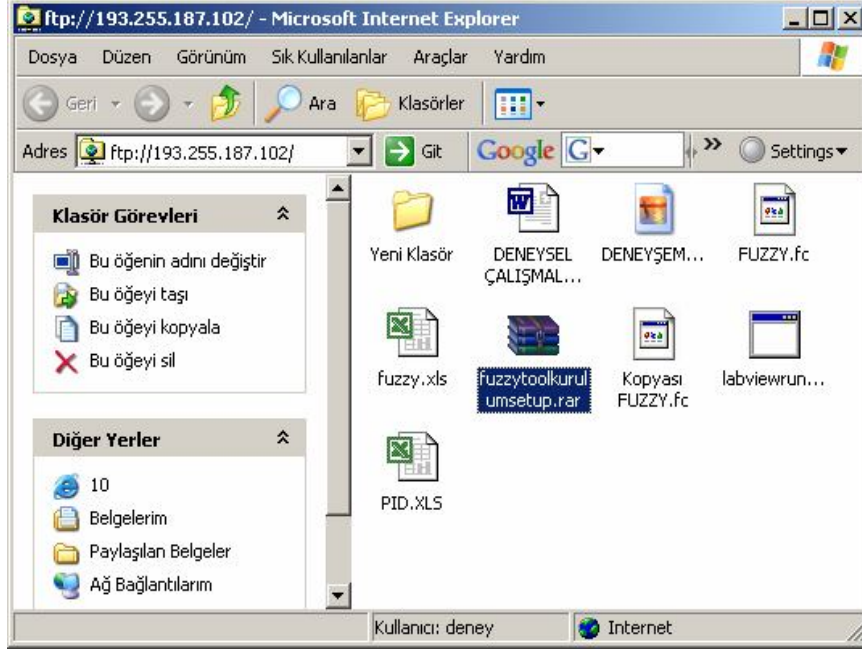 ftp://193.255.187.102/ - Microsoft Internet Explorer
Dosya Düzen Görünüm Sık Kullanılanlar Araçlar Yardım
Geri Ara Klasörler
Adres ftp://193.255.187.102/ Git Google G Settings
Klasör Görevleri
Bu öğenin adını değiştir
Bu öğeyi taşı
Bu öğeyi kopyala
Bu öğeyi sil
Diğer Yerler
10
Belgelerim
Paylaşılan Belgeler
Ağ Bağlantılarım
Yeni Klasör
DENEYSEL
ÇALIŞMAL...
DENEYŞEM...
FUZZY.fc
fuzzy.xls
fuzzytoolkurul
umsetup.rar
Kopyası
FUZZY.fc
labviewrun...
PID.XLS
Kullanıcı: deney Internet